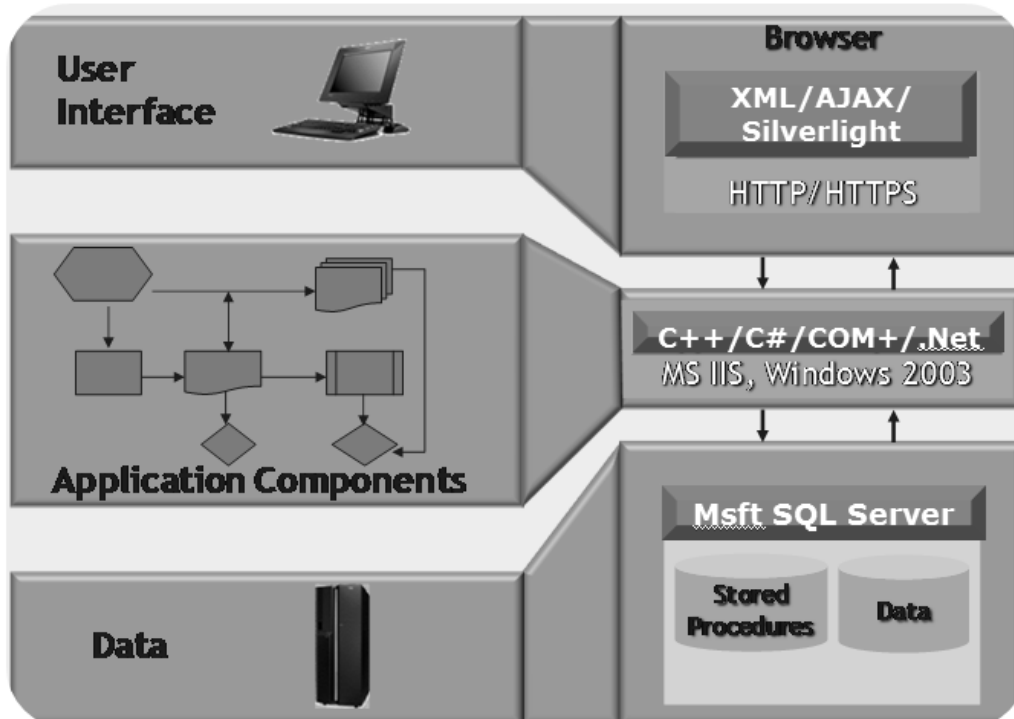 User
Interface
Browser
XML/AJAX/
Silverlight
HTTP/HTTPS
Application Components
C++/C#/COM+/.Net
MS IIS, Windows 2003
Data
Msft SQL Server
Stored
Procedures
Data